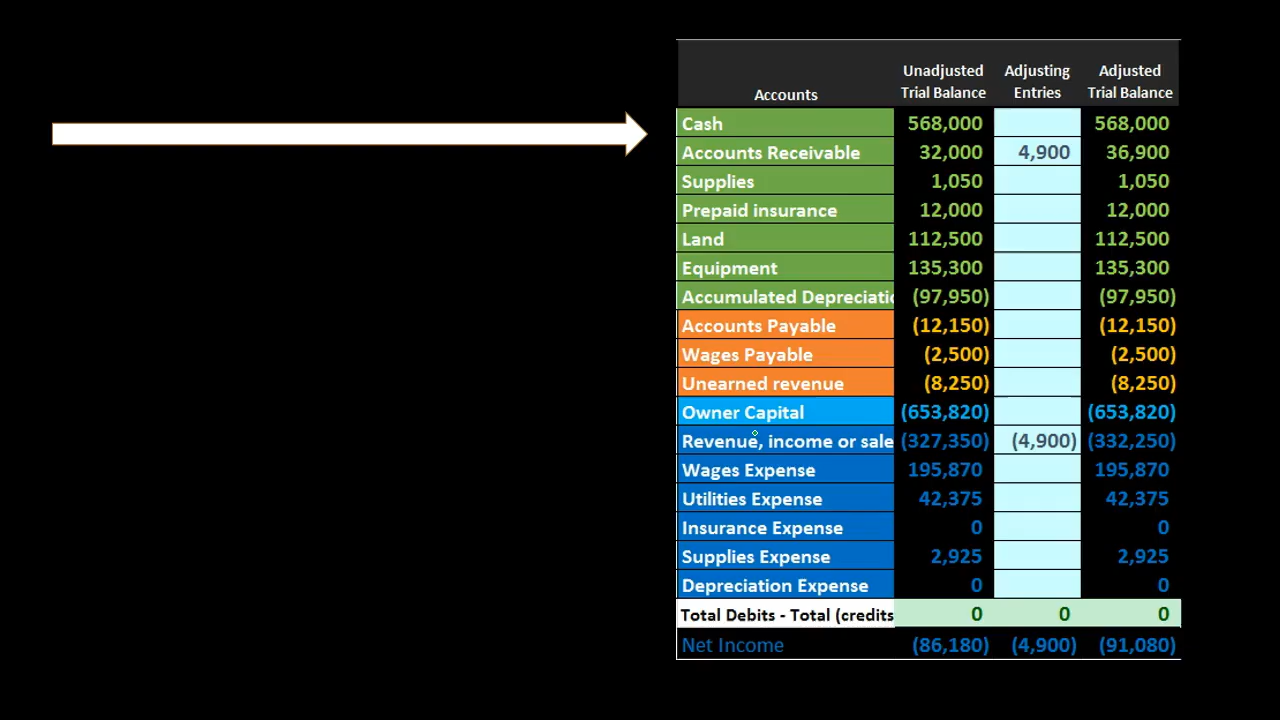 Unadjusted Adjusting Adjusted
Accounts Trial Balance Entries Trial Balance
Cash 568,000 568,000
Accounts Receivable 32,000 4,900 36,900
Supplies 1,050 1,050
Prepaid insurance 12,000 12,000
Land 112,500 112,500
Equipment 135,300 135,300
Accumulated Depreciatio (97,950) (97,950)
Accounts Payable (12,150) (12,150)
Wages Payable (2,500) (2,500)
Unearned revenue (8,250) (8,250)
Owner Capital (653,820) (653,820)
Revenue, income or sale (327,350) (4,900) (332,250)
Wages Expense 195,870 195,870
Utilities Expense 42,375 42,375
Insurance Expense 0 0
Supplies Expense 2,925 2,925
Depreciation Expense 0 0
Total Debits - Total (credits 0 0 0
Net Income (86,180) (4,900) (91,080)